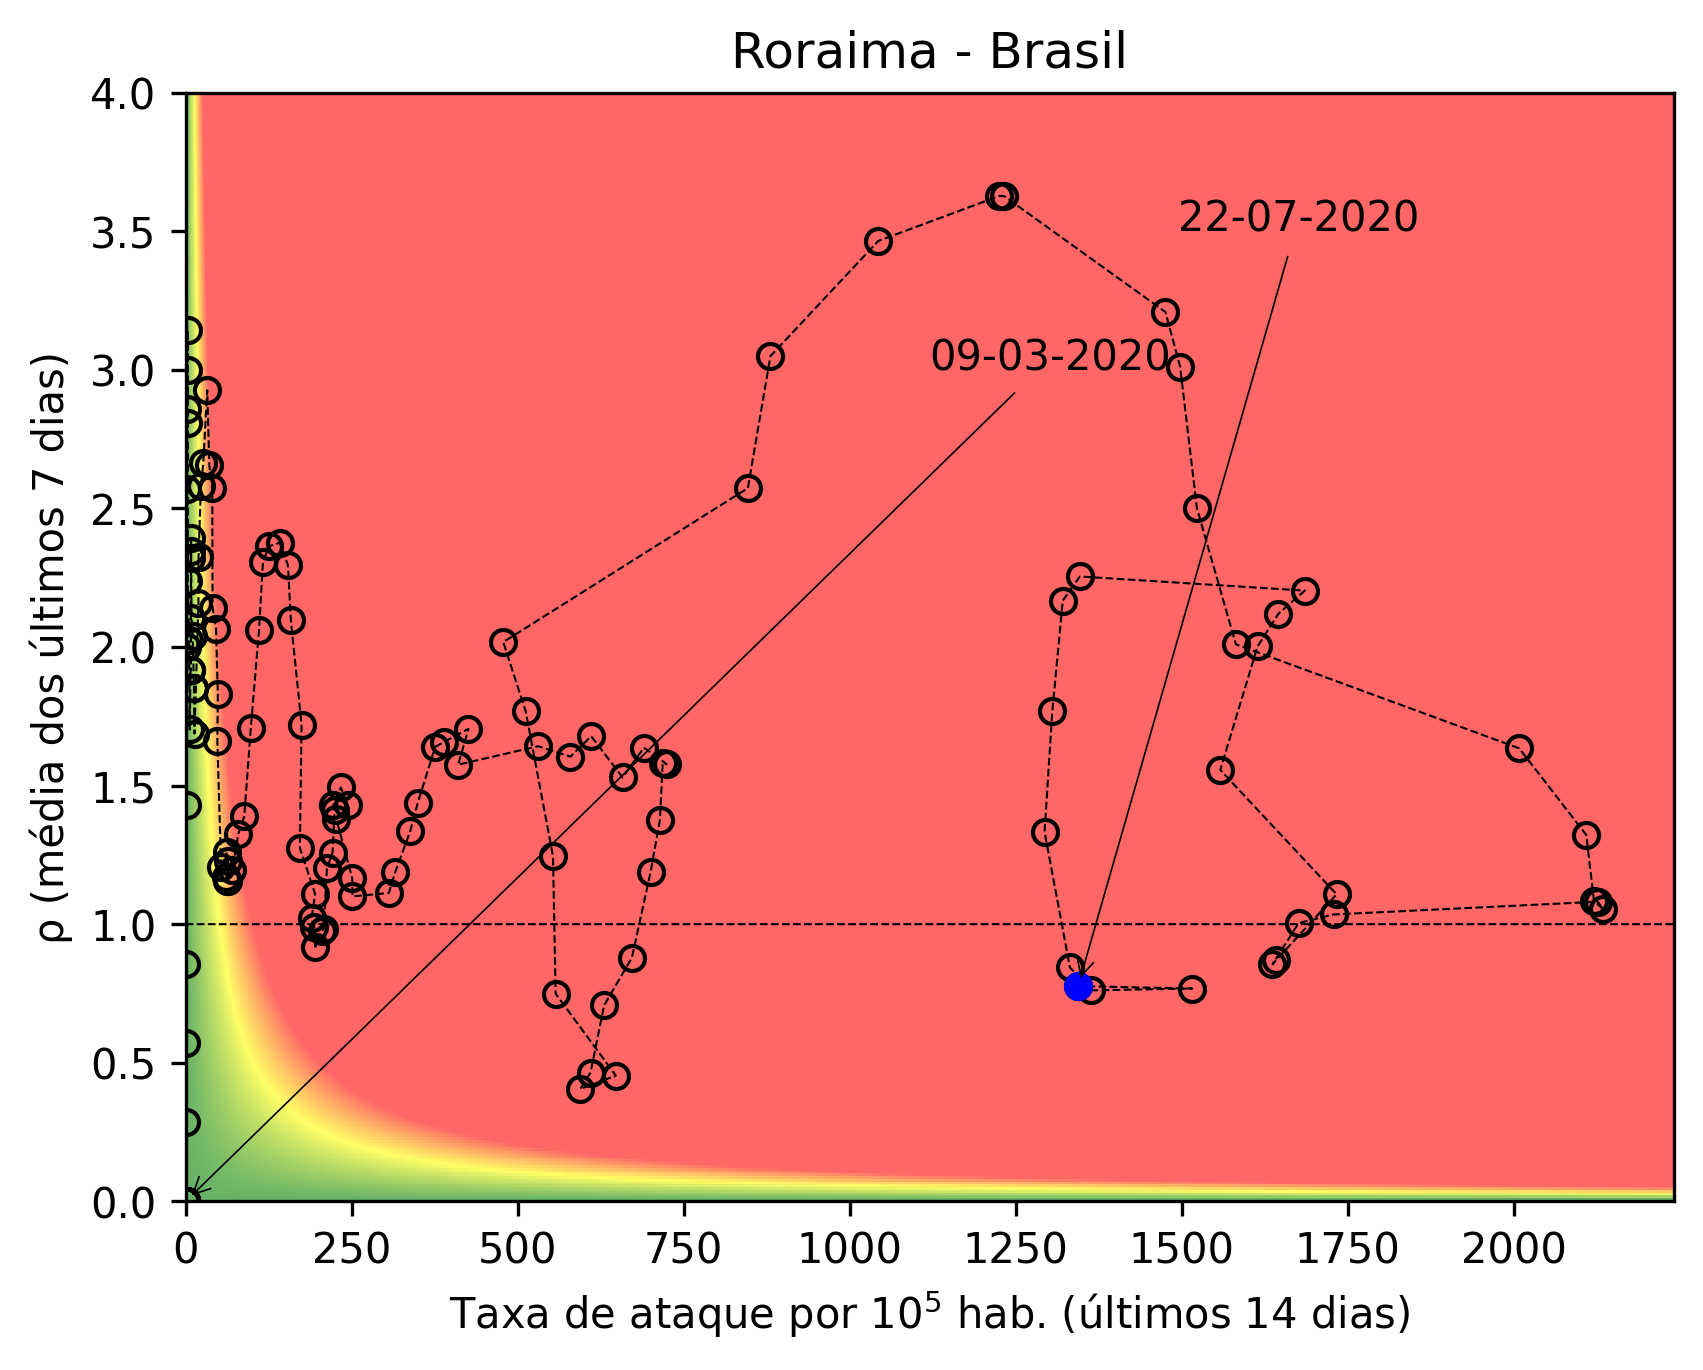 Roraima - Brasil
4.0
3.5
3.0
2.5
2.0
1.5
1.0
0.5
0.0
ρ (média dos últimos 7 dias)
22-07-2020
09-03-2020
0 250 500 750 1000 1250 1500 1750 2000
Taxa de ataque por 10⁵ hab. (últimos 14 dias)